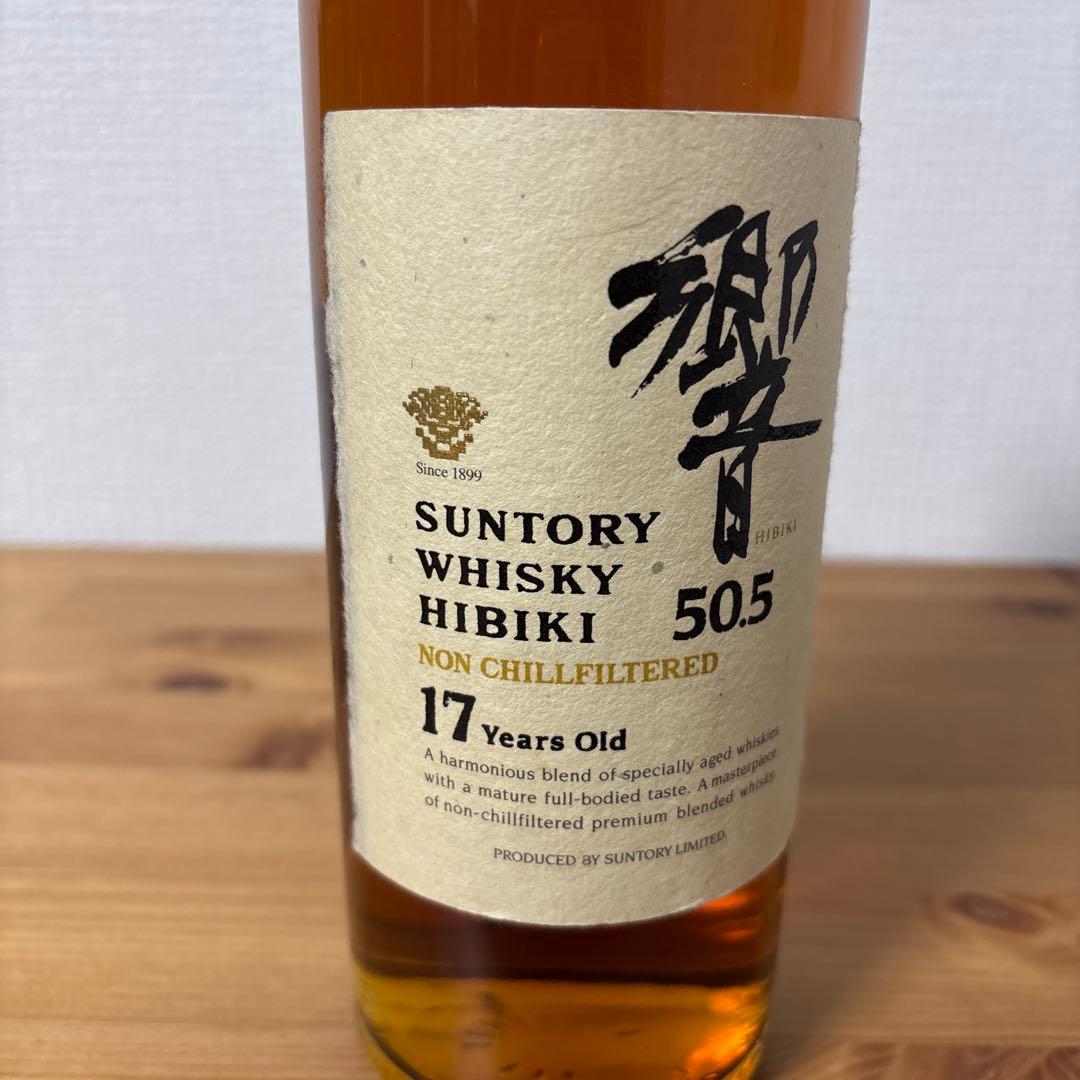 響
HIBIKI
Since 1899
SUNTORY
WHISKY
HIBIKI 50.5
NON CHILLFILTERED
17 Years Old
A harmonious blend of specially aged whiskies
with a mature full-bodied taste. A masterpiece
of non-chillfiltered premium blended whisky.
PRODUCED BY SUNTORY LIMITED.